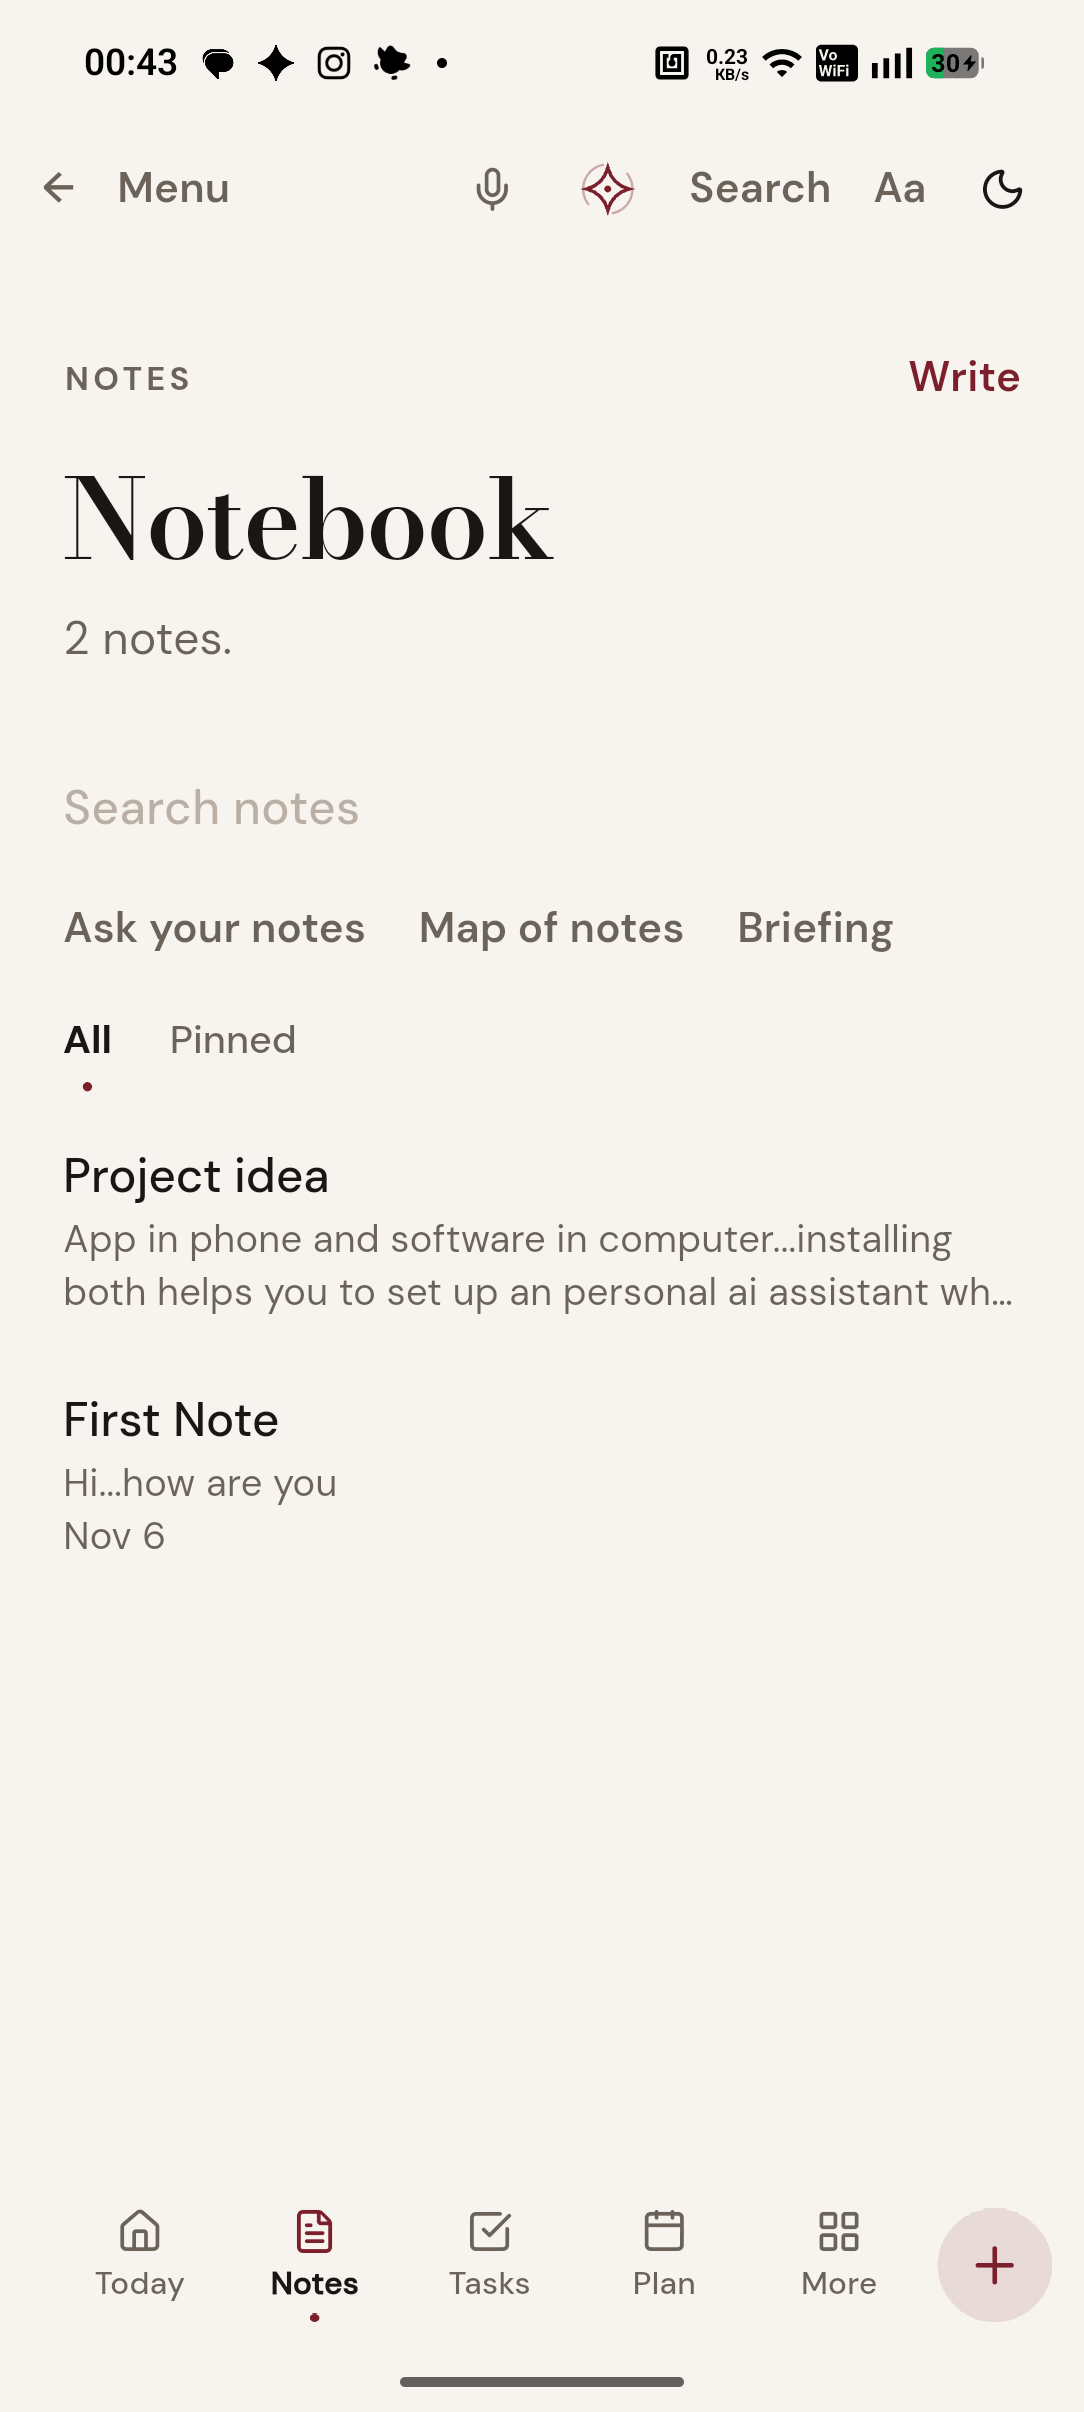 00:43
0.23 KB/s
Vo WiFi
30
Menu
Search
Aa
NOTES
Write
Notebook
2 notes.
Search notes
Ask your notes
Map of notes
Briefing
All
Pinned
Project idea
App in phone and software in computer...installing
both helps you to set up an personal ai assistant wh...
First Note
Hi...how are you
Nov 6
Today
Notes
Tasks
Plan
More